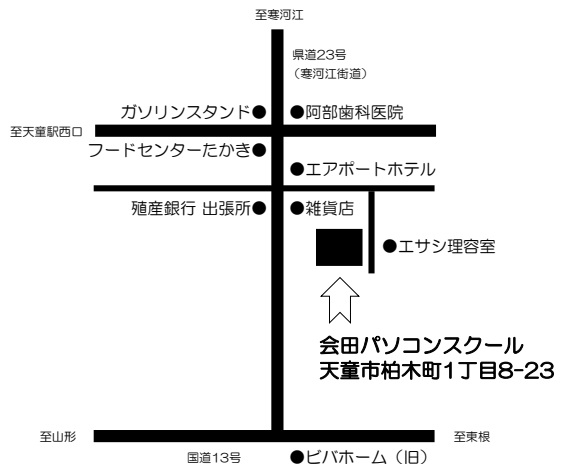 至寒河江
県道23号
（寒河江街道）
ガソリンスタンド●
●阿部歯科医院
至天童駅西口
フードセンターたかき●
●エアポートホテル
殖産銀行 出張所●
●雑貨店
●エサシ理容室
会田パソコンスクール
天童市柏木町1丁目8-23
至山形
至東根
国道13号
●ビバホーム（旧）